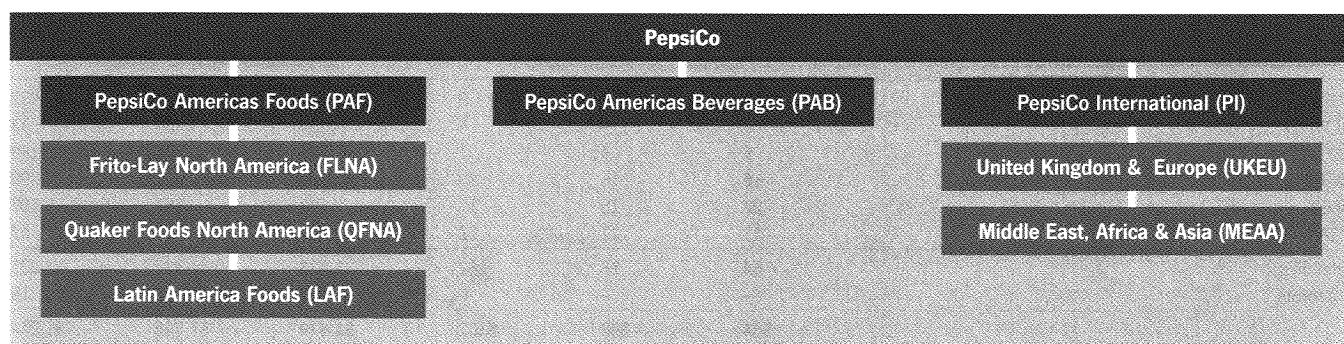 PepsiCo
PepsiCo Americas Foods (PAF)
Frito-Lay North America (FLNA)
Quaker Foods North America (QFNA)
Latin America Foods (LAF)
PepsiCo Americas Beverages (PAB)
PepsiCo International (PI)
United Kingdom & Europe (UKEU)
Middle East, Africa & Asia (MEAA)